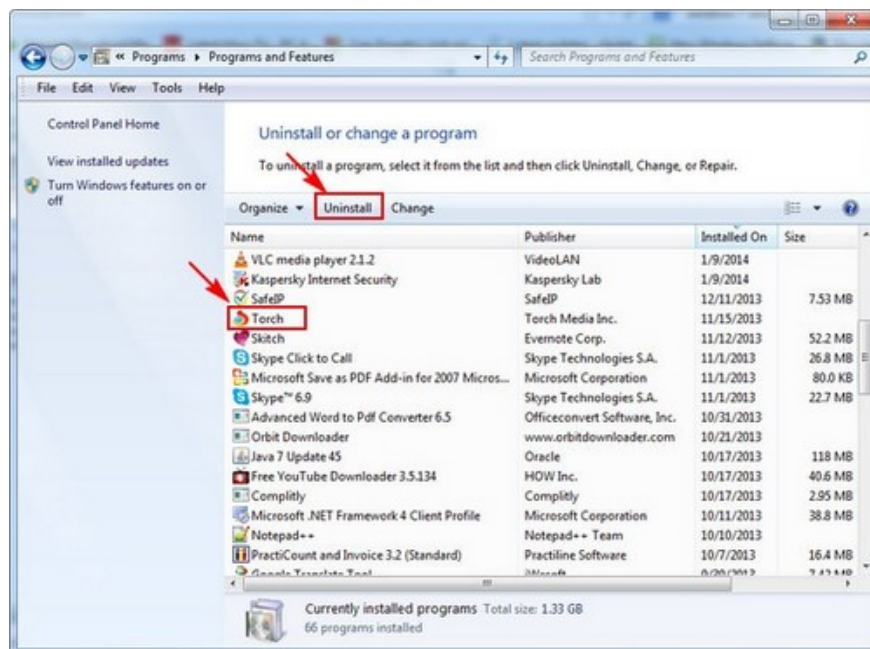 « Programs ▸ Programs and Features
Search Programs and Features
File Edit View Tools Help
Control Panel Home
View installed updates
Turn Windows features on or
off
Uninstall or change a program
To uninstall a program, select it from the list and then click Uninstall, Change, or Repair.
Organize Uninstall Change
Name Publisher Installed On Size
VLC media player 2.1.2 VideoLAN 1/9/2014
Kaspersky Internet Security Kaspersky Lab 1/9/2014
SafeIP SafeIP 12/11/2013 7.53 MB
Torch Torch Media Inc. 11/15/2013
Skitch Evernote Corp. 11/12/2013 52.2 MB
Skype Click to Call Skype Technologies S.A. 11/1/2013 26.8 MB
Microsoft Save as PDF Add-in for 2007 Micros... Microsoft Corporation 11/1/2013 80.0 KB
Skype™ 6.9 Skype Technologies S.A. 11/1/2013 22.7 MB
Advanced Word to Pdf Converter 6.5 Officeconvert Software, Inc. 10/31/2013
Orbit Downloader www.orbitdownloader.com 10/21/2013
Java 7 Update 45 Oracle 10/17/2013 118 MB
Free YouTube Downloader 3.5.134 HOW Inc. 10/17/2013 40.6 MB
Complitly Complitly 10/17/2013 2.95 MB
Microsoft .NET Framework 4 Client Profile Microsoft Corporation 10/11/2013 38.8 MB
Notepad++ Notepad++ Team 10/10/2013
PractiCount and Invoice 3.2 (Standard) Practiline Software 10/7/2013 16.4 MB
Google Translate Tool
Currently installed programs Total size: 1.33 GB
66 programs installed